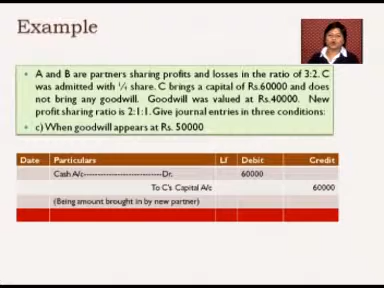 Example
A and B are partners sharing profits and losses in the ratio of 3:2. C
was admitted with ¼ share. C brings a capital of Rs.60000 and does
not bring any goodwill. Goodwill was valued at Rs.40000. New
profit sharing ratio is 2:1:1. Give journal entries in three conditions:
c) When goodwill appears at Rs. 50000
Date Particulars Lf Debit Credit
Cash A/c----------------------------Dr. 60000
To C's Capital A/c 60000
(Being amount brought in by new partner)